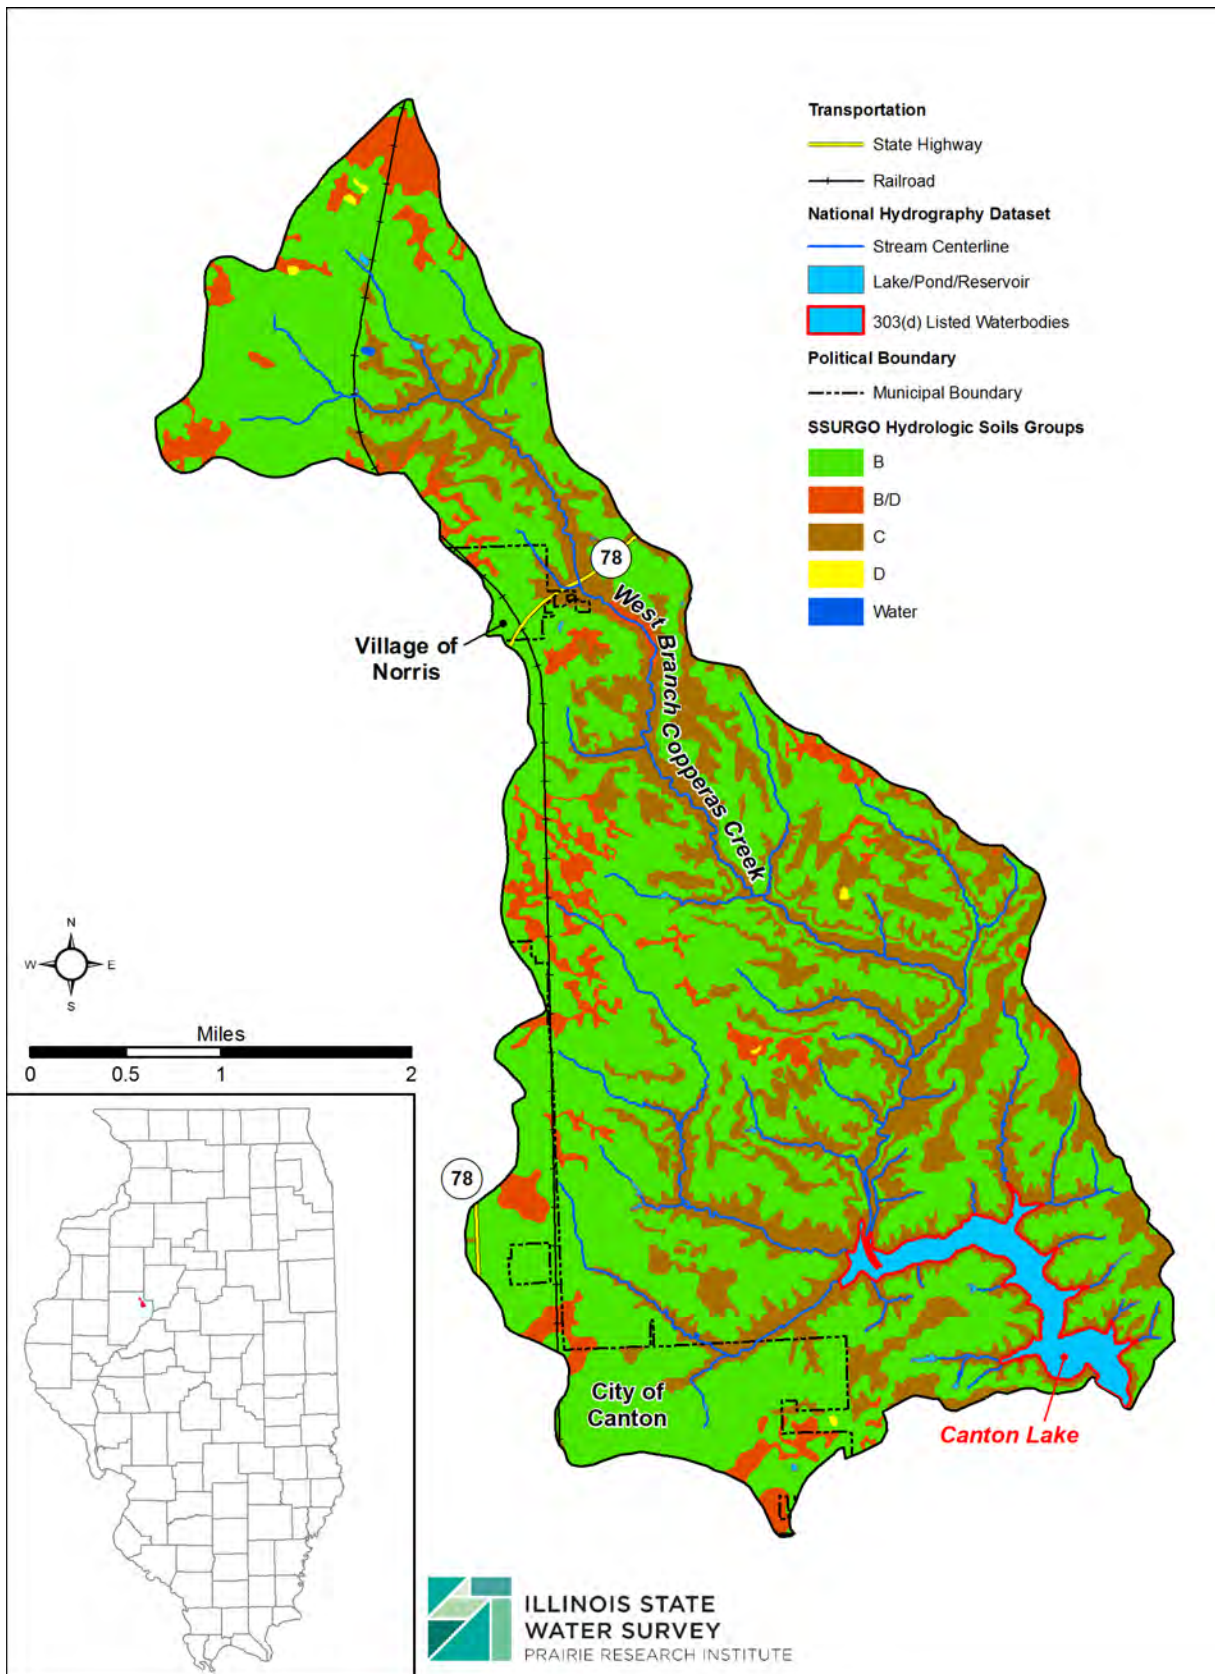 Transportation
State Highway
Railroad
National Hydrography Dataset
Stream Centerline
Lake/Pond/Reservoir
303(d) Listed Waterbodies
Political Boundary
Municipal Boundary
SSURGO Hydrologic Soils Groups
B
B/D
C
D
Water
78
Village of
Norris
West Branch Copperas Creek
N
W
E
S
Miles
0
0.5
1
2
78
City of
Canton
Canton Lake
ILLINOIS STATE
WATER SURVEY
PRAIRIE RESEARCH INSTITUTE